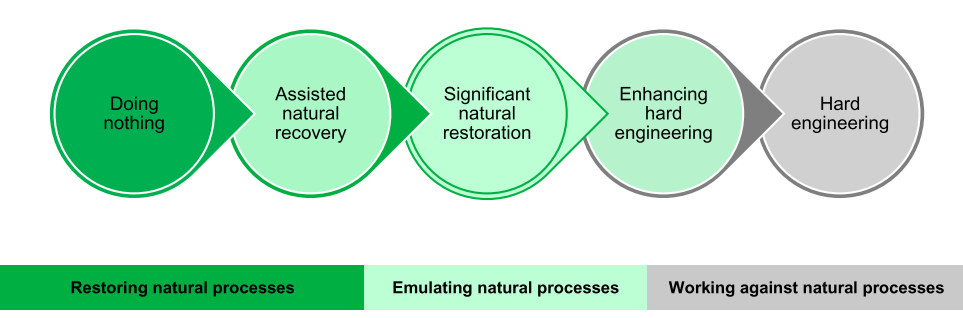 Doing
nothing
Assisted
natural
recovery
Significant
natural
restoration
Enhancing
hard
engineering
Hard
engineering
Restoring natural processes
Emulating natural processes
Working against natural processes